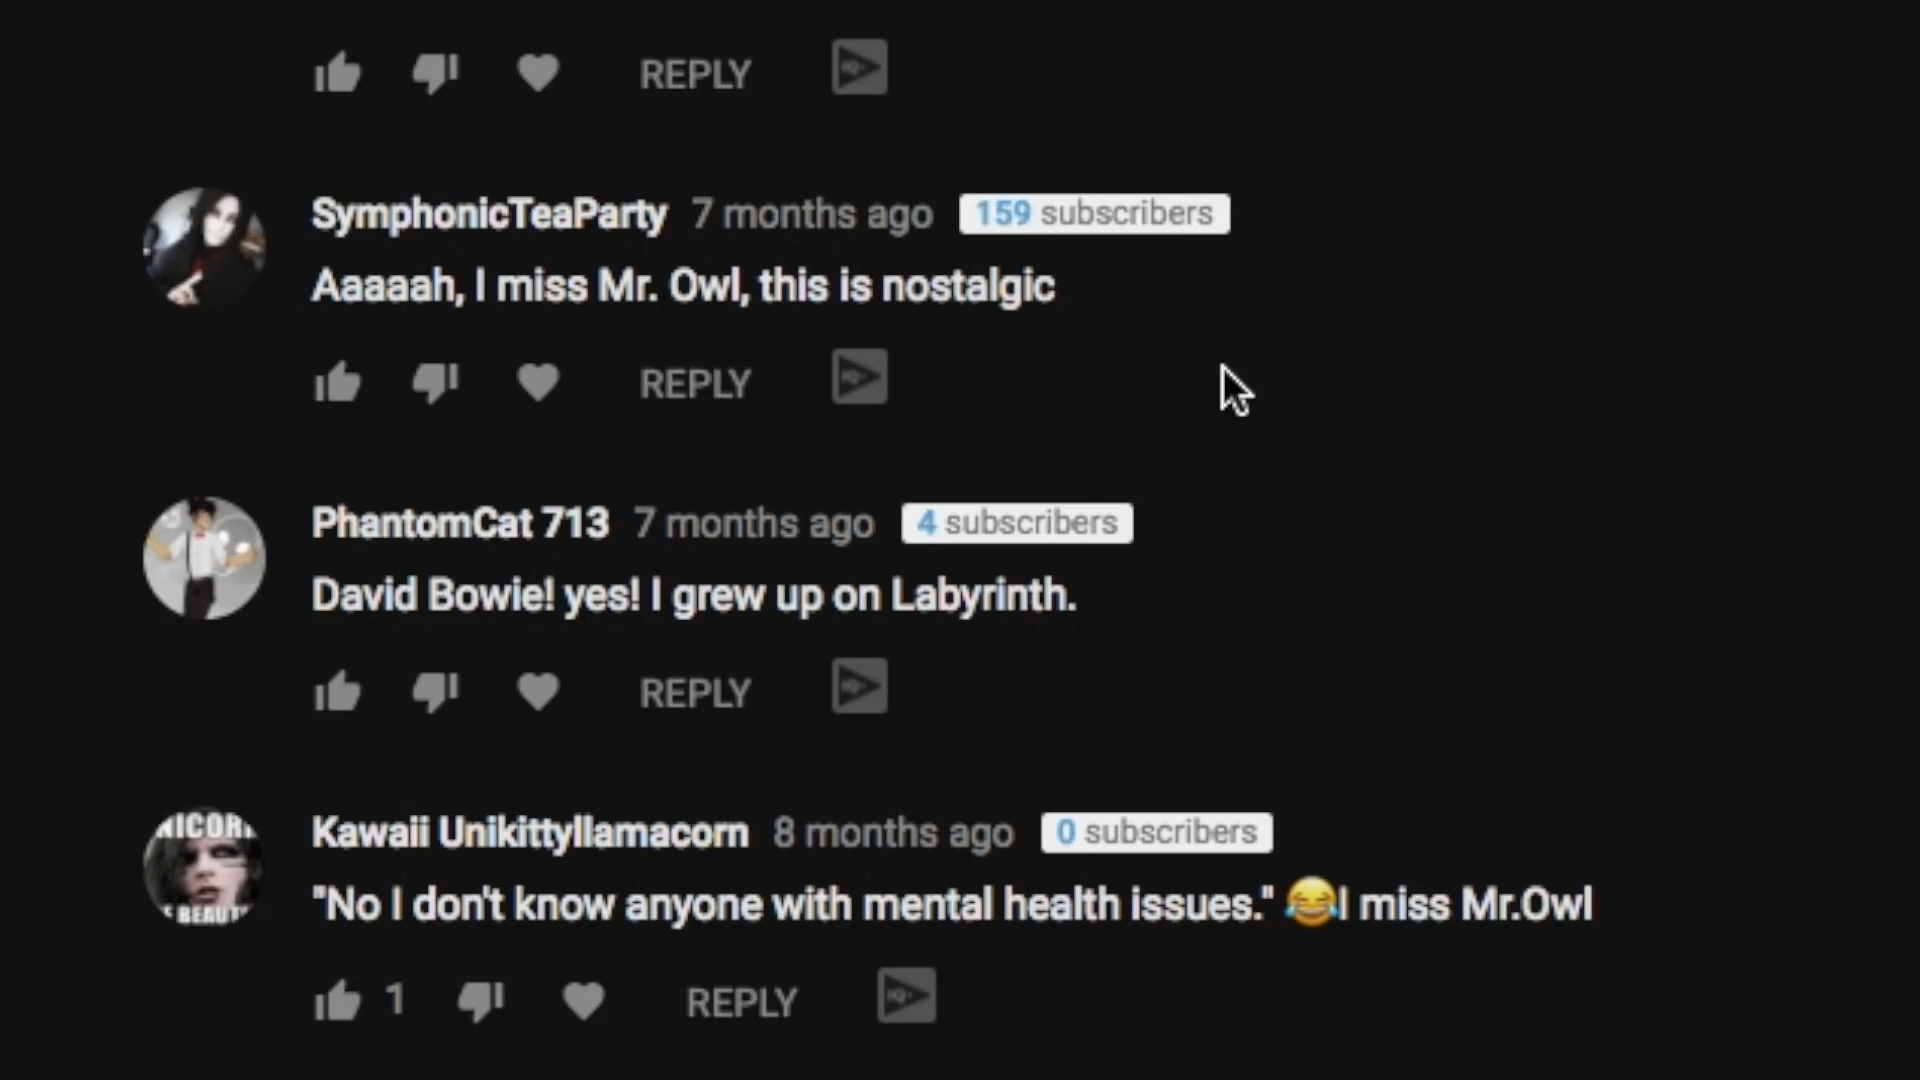 REPLY
SymphonicTeaParty 7 months ago 159 subscribers
Aaaaah, I miss Mr. Owl, this is nostalgic
REPLY
PhantomCat 713 7 months ago 4 subscribers
David Bowie! yes! I grew up on Labyrinth.
REPLY
NICOR
Kawaii Unikittyllamacorn 8 months ago 0 subscribers
"No I don't know anyone with mental health issues." 😂I miss Mr.Owl
BEAUT
1 REPLY